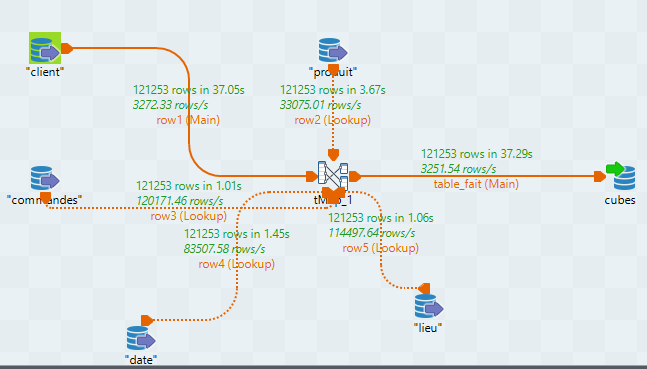 "client"
"produit"
121253 rows in 37.05s
3272.33 rows/s
row1 (Main)
121253 rows in 3.67s
33075.01 rows/s
row2 (Lookup)
121253 rows in 37.29s
3251.54 rows/s
table_fait (Main)
"commandes"
tMap_1
cubes
121253 rows in 1.01s
120171.46 rows/s
row3 (Lookup)
121253 rows in 1.06s
114497.64 rows/s
row5 (Lookup)
121253 rows in 1.45s
83507.58 rows/s
row4 (Lookup)
"lieu"
"date"